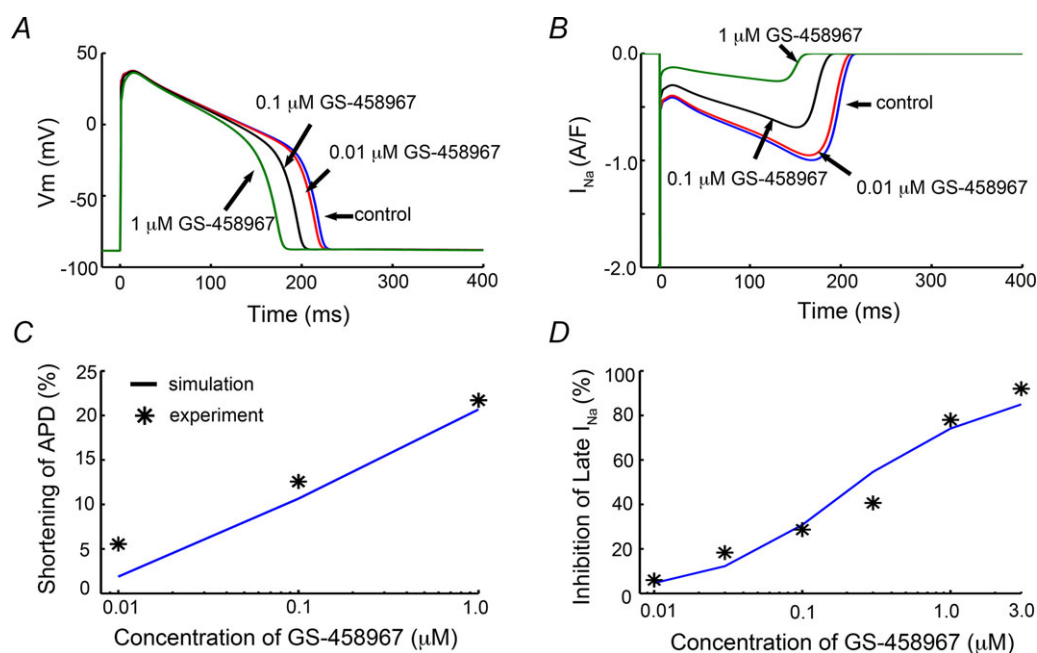 A
Vm (mV)
50
0
-50
-100
0.1 μM GS-458967
0.01 μM GS-458967
control
1 μM GS-458967
0
100
200
300
400
Time (ms)
B
I_Na (A/F)
0.0
-1.0
-2.0
1 μM GS-458967
control
0.1 μM GS-458967
0.01 μM GS-458967
0
100
200
300
400
Time (ms)
C
Shortening of APD (%)
25
20
15
10
5
0
simulation
experiment
0.01
0.1
1.0
Concentration of GS-458967 (μM)
D
Inhibition of Late I_Na (%)
100
80
60
40
20
0
0.01
0.1
1.0
3.0
Concentration of GS-458967 (μM)